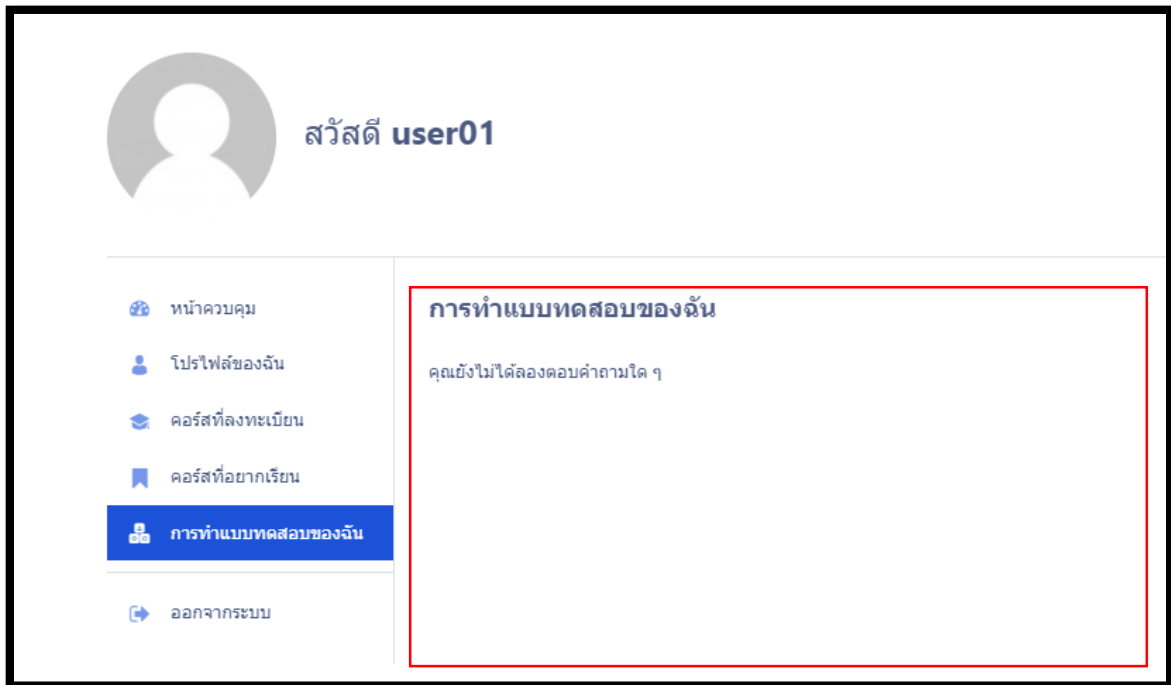 สวัสดี user01
หน้าควบคุม
โปรไฟล์ของฉัน
คอร์สที่ลงทะเบียน
คอร์สที่อยากเรียน
การทำแบบทดสอบของฉัน
ออกจากระบบ
การทำแบบทดสอบของฉัน
คุณยังไม่ได้ลองตอบคำถามใด ๆ